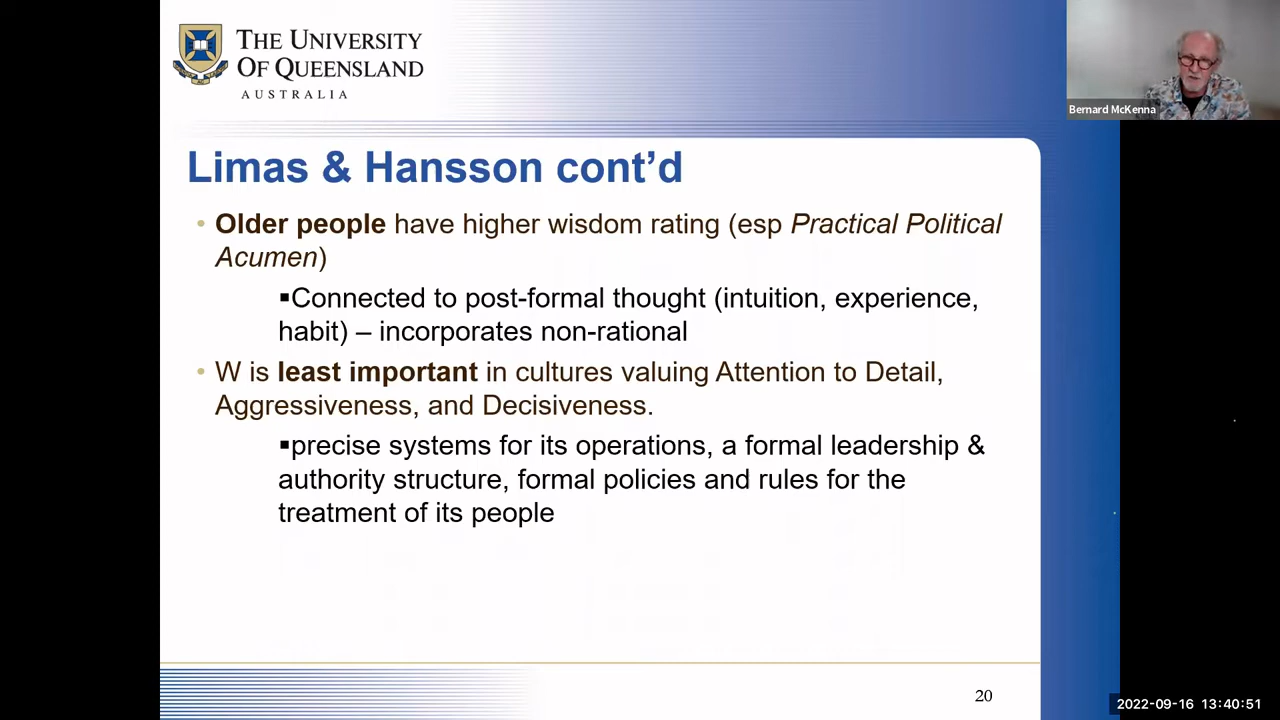 THE UNIVERSITY
OF QUEENSLAND
AUSTRALIA
Bernard McKenna
Limas & Hansson cont’d
• Older people have higher wisdom rating (esp Practical Political
Acumen)
▪Connected to post-formal thought (intuition, experience,
habit) – incorporates non-rational
• W is least important in cultures valuing Attention to Detail,
Aggressiveness, and Decisiveness.
▪precise systems for its operations, a formal leadership &
authority structure, formal policies and rules for the
treatment of its people
20
2022-09-16 13:40:51